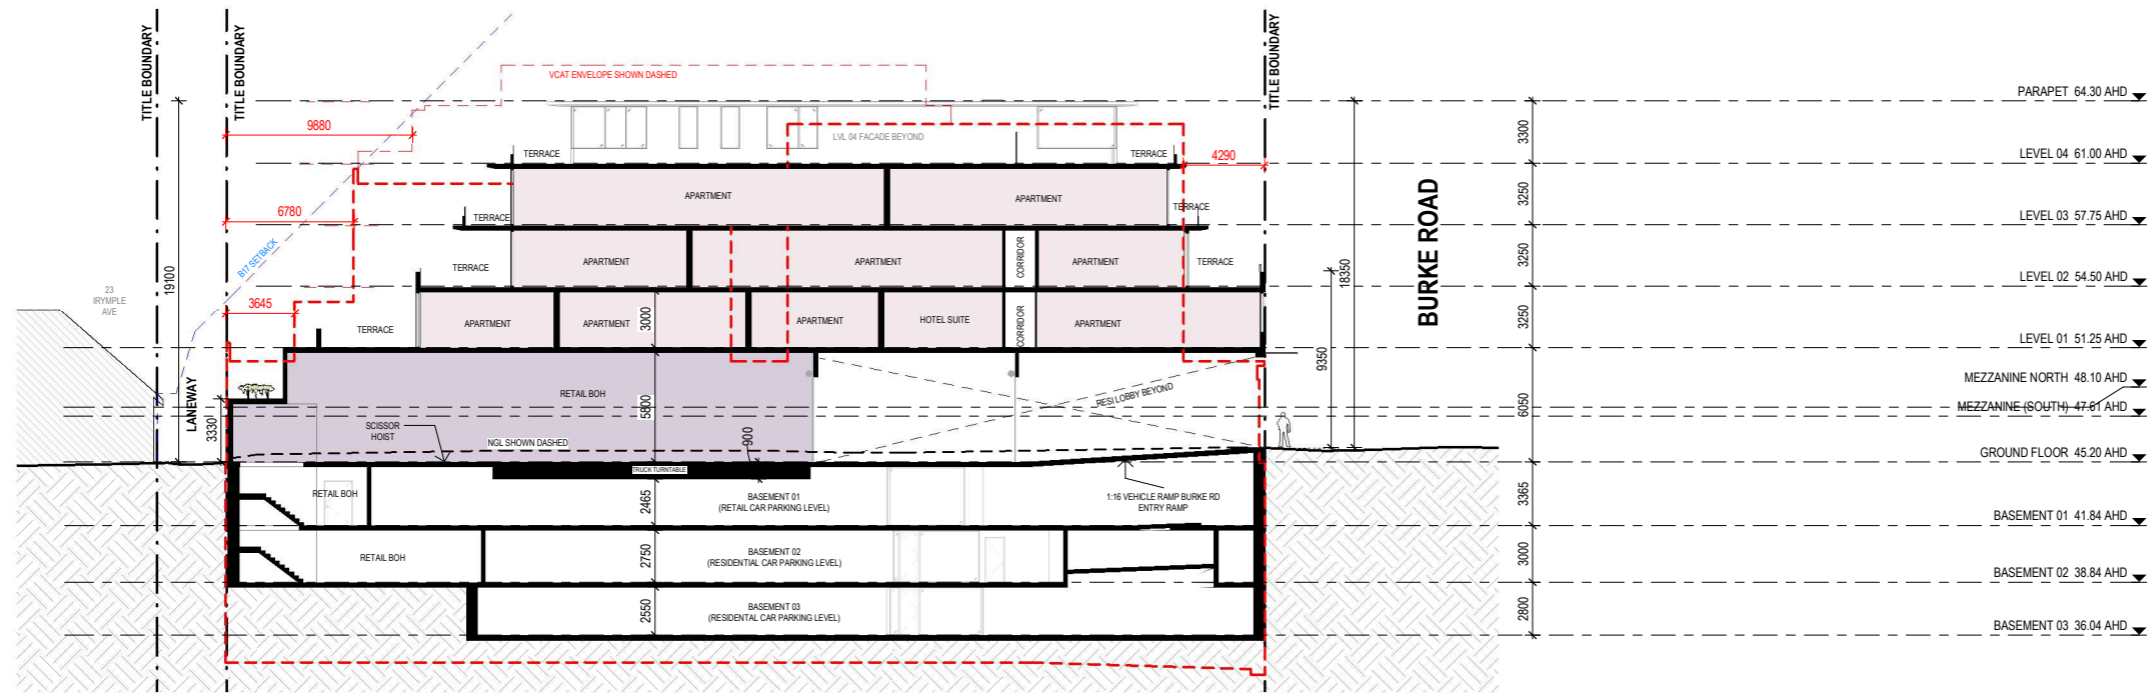 TITLE BOUNDARY
TITLE BOUNDARY
TITLE BOUNDARY
VCAT ENVELOPE SHOWN DASHED
PARAPET 64.30 AHD
9880
LVL 04 FACADE BEYOND
3300
TERRACE
TERRACE
4290
LEVEL 04 61.00 AHD
APARTMENT
APARTMENT
3250
6780
TERRACE
TERRACE
LEVEL 03 57.75 AHD
B17 SETBACK
BURKE ROAD
TERRACE
APARTMENT
APARTMENT
CORRIDOR
APARTMENT
TERRACE
3250
19100
18350
LEVEL 02 54.50 AHD
23
IRYMPLE
AVE
3645
TERRACE
APARTMENT
APARTMENT
3000
APARTMENT
HOTEL SUITE
CORRIDOR
APARTMENT
3250
LEVEL 01 51.25 AHD
9350
MEZZANINE NORTH 48.10 AHD
LANEWAY
RETAIL BOH
5800
RESI LOBBY BEYOND
6050
MEZZANINE (SOUTH) 47.61 AHD
3330
SCISSOR
HOIST
NGL SHOWN DASHED
900
GROUND FLOOR 45.20 AHD
TRUCK TURNTABLE
RETAIL BOH
2465
BASEMENT 01
(RETAIL CAR PARKING LEVEL)
1:16 VEHICLE RAMP BURKE RD
ENTRY RAMP
3365
BASEMENT 01 41.84 AHD
RETAIL BOH
2750
BASEMENT 02
(RESIDENTIAL CAR PARKING LEVEL)
3000
BASEMENT 02 38.84 AHD
2550
BASEMENT 03
(RESIDENTAL CAR PARKING LEVEL)
2800
BASEMENT 03 36.04 AHD